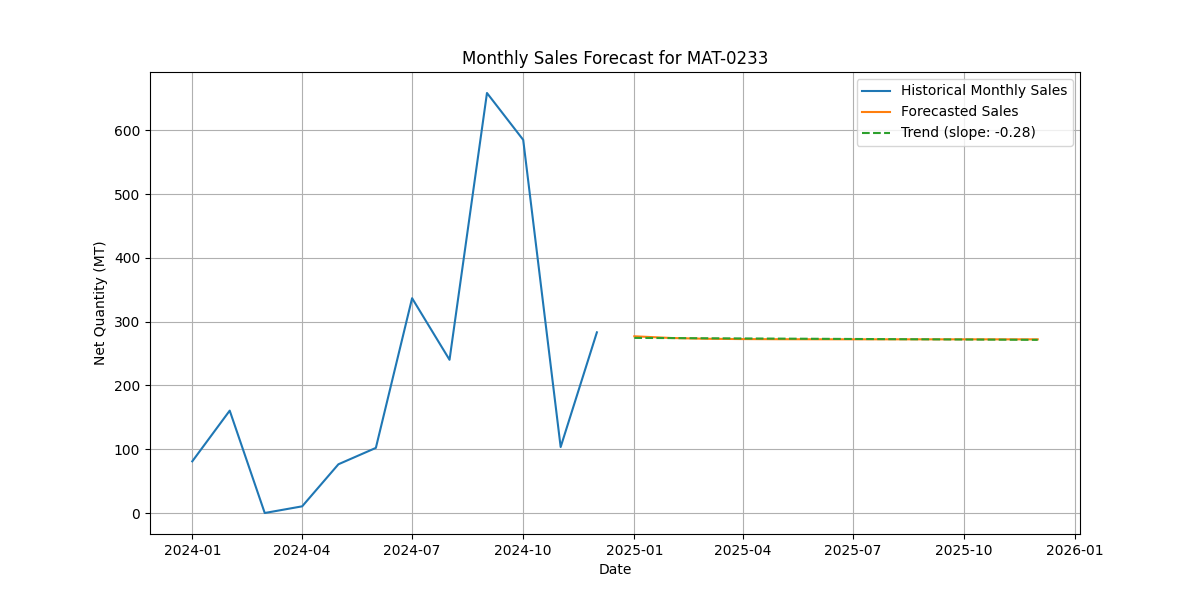 Monthly Sales Forecast for MAT-0233
Historical Monthly Sales
Forecasted Sales
Trend (slope: -0.28)
Net Quantity (MT)
600
500
400
300
200
100
0
2024-01 2024-04 2024-07 2024-10 2025-01 2025-04 2025-07 2025-10 2026-01
Date